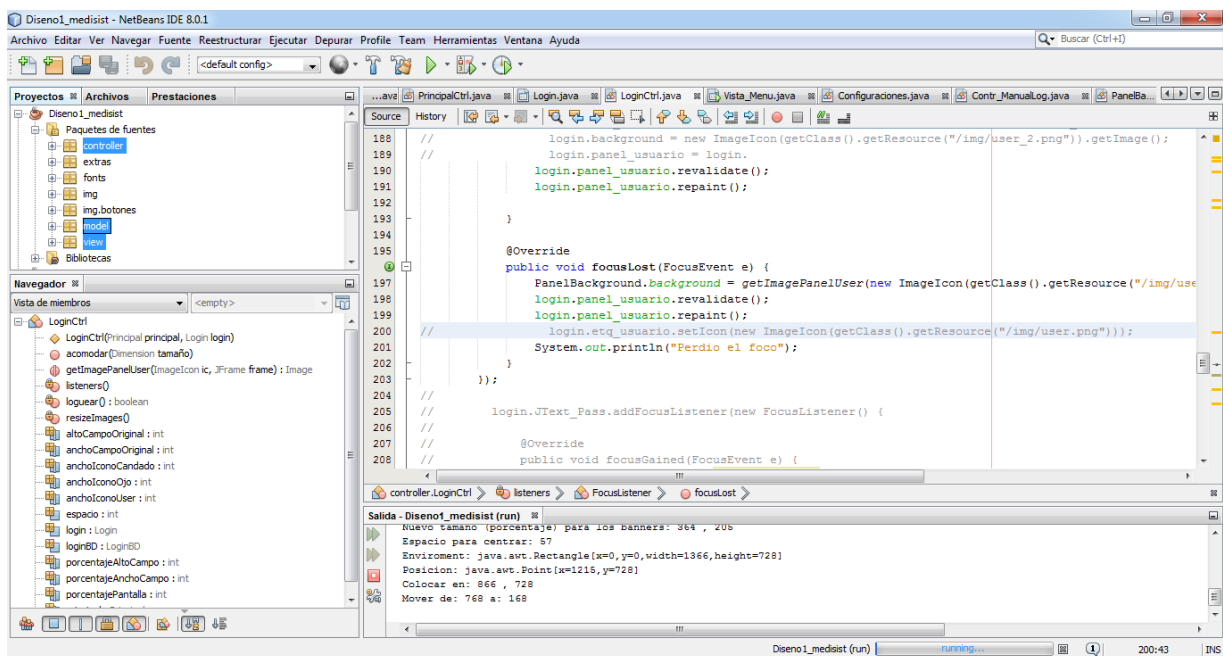 Diseno1_medisist - NetBeans IDE 8.0.1
Archivo Editar Ver Navegar Fuente Reestructurar Ejecutar Depurar Profile Team Herramientas Ventana Ayuda
Buscar (Ctrl+I)
<default config>
Proyectos Archivos Prestaciones
Diseno1_medisist
Paquetes de fuentes
controller
extras
fonts
img
img.botones
model
view
Bibliotecas
Navegador
Vista de miembros <empty>
LoginCtrl
LoginCtrl(Principal principal, Login login)
acomodar(Dimension tamaño)
getImagePanelUser(ImageIcon ic, JFrame frame) : Image
listeners()
loguear() : boolean
resizeImages()
altoCampoOriginal : int
anchoCampoOriginal : int
anchoIconoCandado : int
anchoIconoOjo : int
anchoIconoUser : int
espacio : int
login : Login
loginBD : LoginBD
porcentajeAltoCampo : int
porcentajeAnchoCampo : int
porcentajePantalla : int
...ava PrincipalCtrl.java Login.java LoginCtrl.java Vista_Menu.java Configuraciones.java Contr_ManualLog.java PanelBa...
Source History
188 // login.background = new ImageIcon(getClass().getResource("/img/user_2.png")).getImage();
189 // login.panel_usuario = login.
190 login.panel_usuario.revalidate();
191 login.panel_usuario.repaint();
192
193 }
194
195 @Override
public void focusLost(FocusEvent e) {
197 PanelBackground.background = getImagePanelUser(new ImageIcon(getClass().getResource("/img/use
198 login.panel_usuario.revalidate();
199 login.panel_usuario.repaint();
200 // login.etq_usuario.setIcon(new ImageIcon(getClass().getResource("/img/user.png")));
201 System.out.println("Perdio el foco");
202 }
203 });
204 //
205 // login.JText_Pass.addFocusListener(new FocusListener() {
206 //
207 // @Override
208 // public void focusGained(FocusEvent e) {
controller.LoginCtrl listeners FocusListener focusLost
Salida - Diseno1_medisist (run)
Nuevo tamano (porcentaje) para los banners: 364 , 205
Espacio para centrar: 57
Enviroment: java.awt.Rectangle[x=0,y=0,width=1366,height=728]
Posicion: java.awt.Point[x=1215,y=728]
Colocar en: 866 , 728
Mover de: 768 a: 168
Diseno1_medisist (run) running... 1 200:43 INS